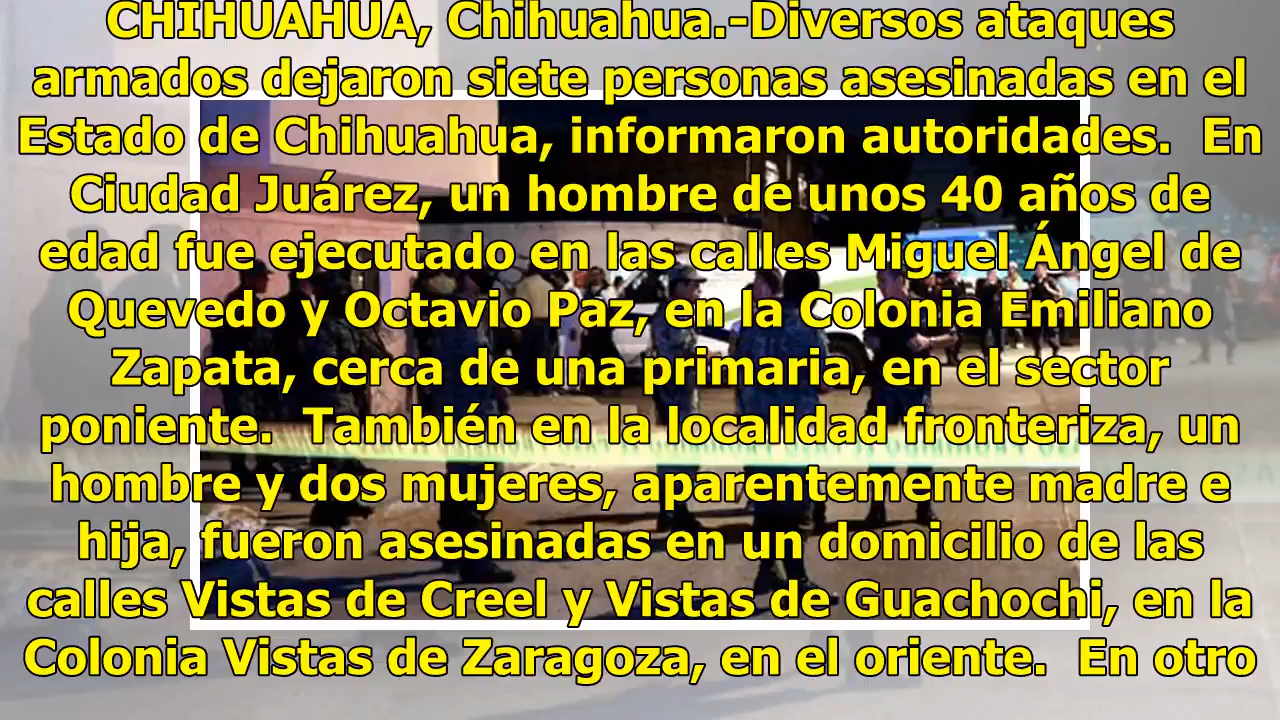 CHIHUAHUA, Chihuahua.-Diversos ataques
armados dejaron siete personas asesinadas en el
Estado de Chihuahua, informaron autoridades.  En
Ciudad Juárez, un hombre de unos 40 años de
edad fue ejecutado en las calles Miguel Ángel de
Quevedo y Octavio Paz, en la Colonia Emiliano
Zapata, cerca de una primaria, en el sector
poniente.  También en la localidad fronteriza, un
hombre y dos mujeres, aparentemente madre e
hija, fueron asesinadas en un domicilio de las
calles Vistas de Creel y Vistas de Guachochi, en la
Colonia Vistas de Zaragoza, en el oriente.  En otro